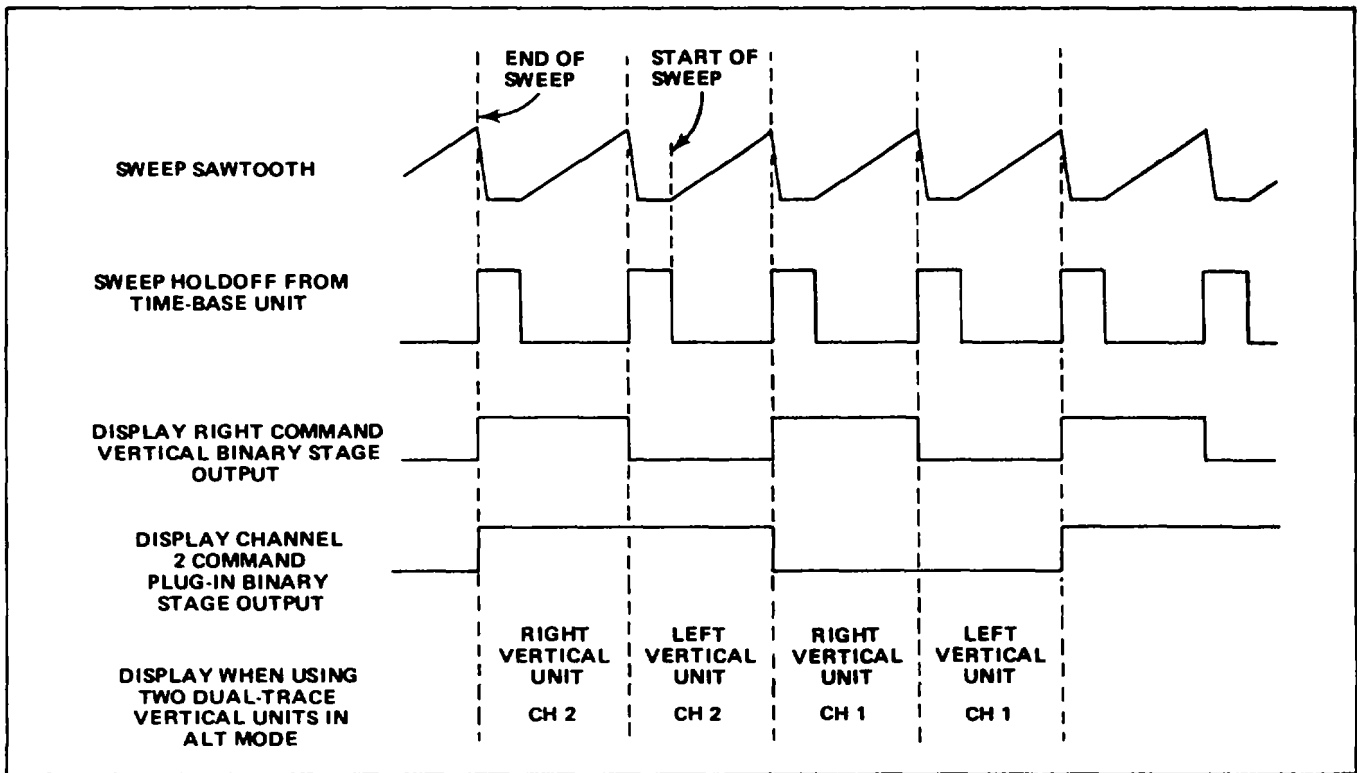 END OF
SWEEP
START OF
SWEEP
SWEEP SAWTOOTH
SWEEP HOLDOFF FROM
TIME-BASE UNIT
DISPLAY RIGHT COMMAND
VERTICAL BINARY STAGE
OUTPUT
DISPLAY CHANNEL
2 COMMAND
PLUG-IN BINARY
STAGE OUTPUT
DISPLAY WHEN USING
TWO DUAL-TRACE
VERTICAL UNITS IN
ALT MODE
RIGHT
VERTICAL
UNIT
CH 2
LEFT
VERTICAL
UNIT
CH 2
RIGHT
VERTICAL
UNIT
CH 1
LEFT
VERTICAL
UNIT
CH 1